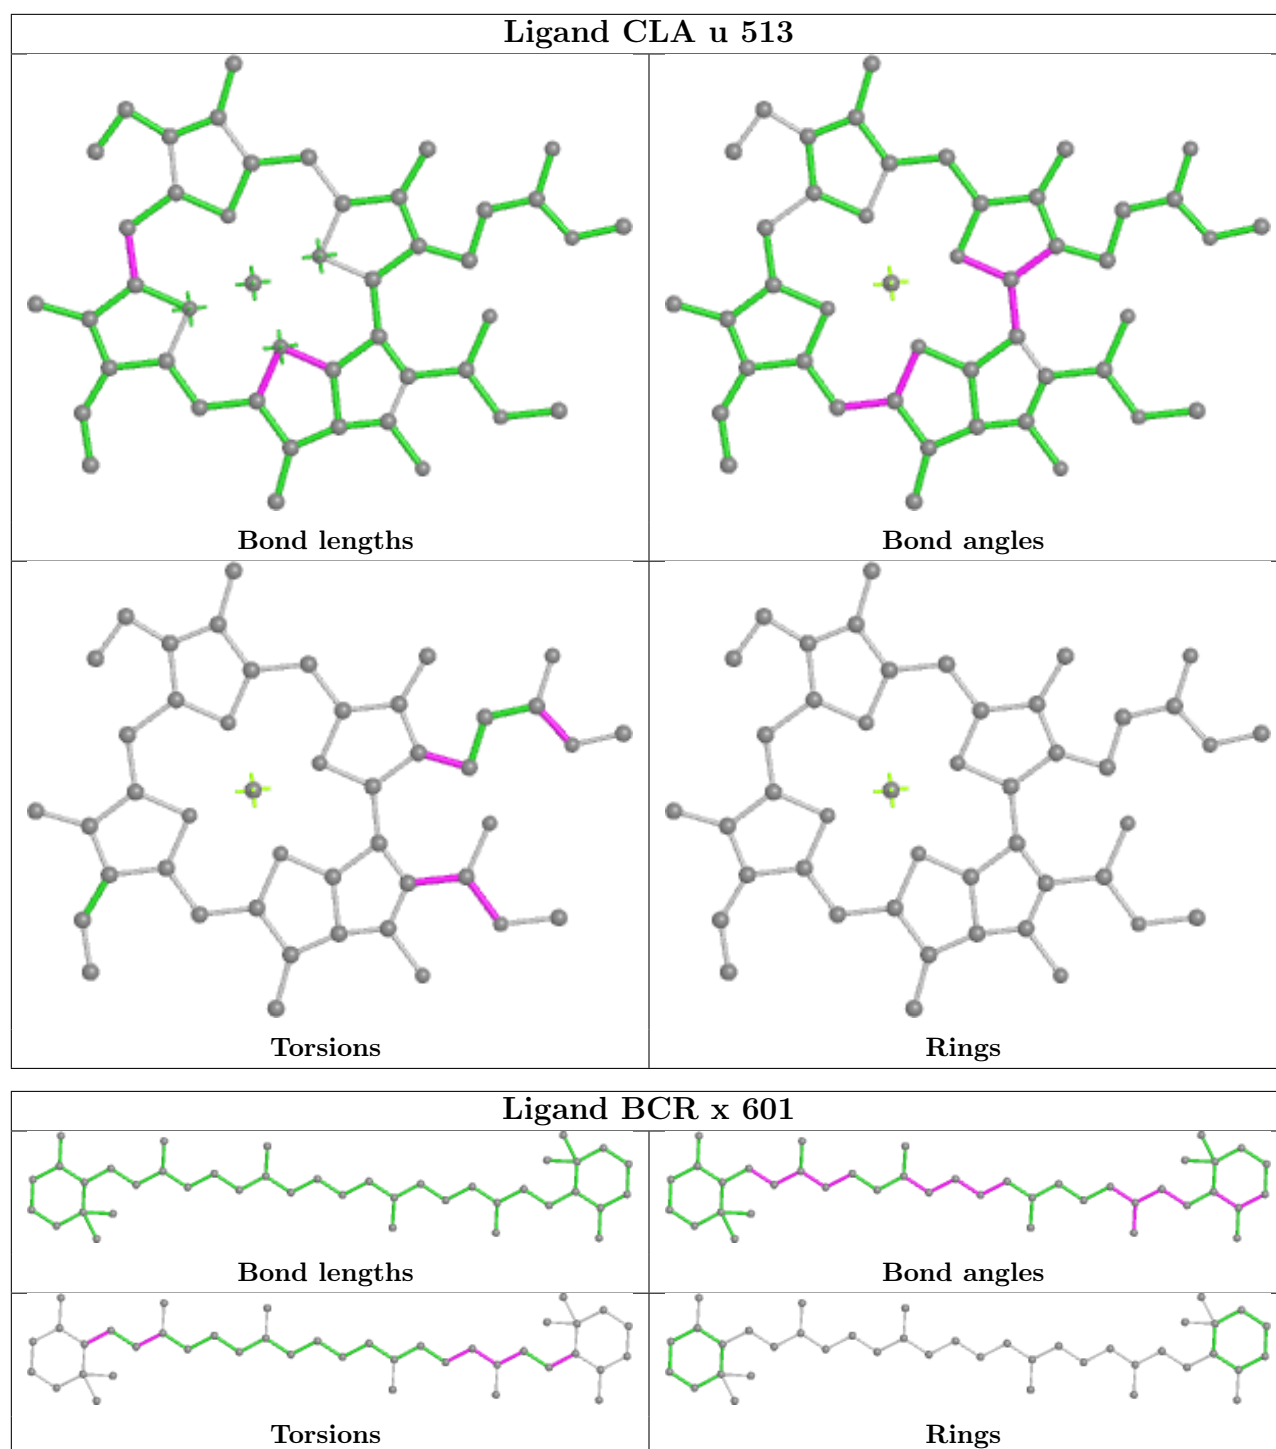 Ligand CLA u 513
Bond lengths
Bond angles
Torsions
Rings
Ligand BCR x 601
Bond lengths
Bond angles
Torsions
Rings